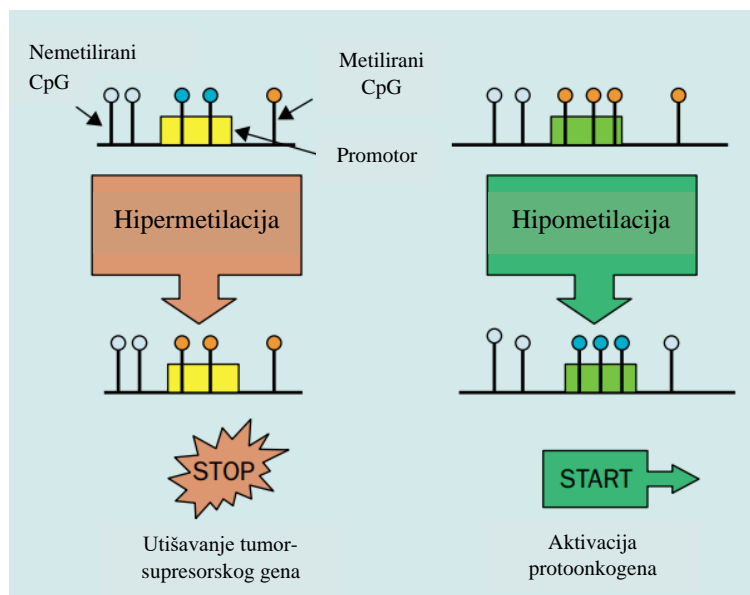 Nemetilirani
CpG
Metilirani
CpG
Promotor
Hipermetilacija
Hipometilacija
STOP
START
Utišavanje tumor-
supresorskog gena
Aktivacija
protoonkogena